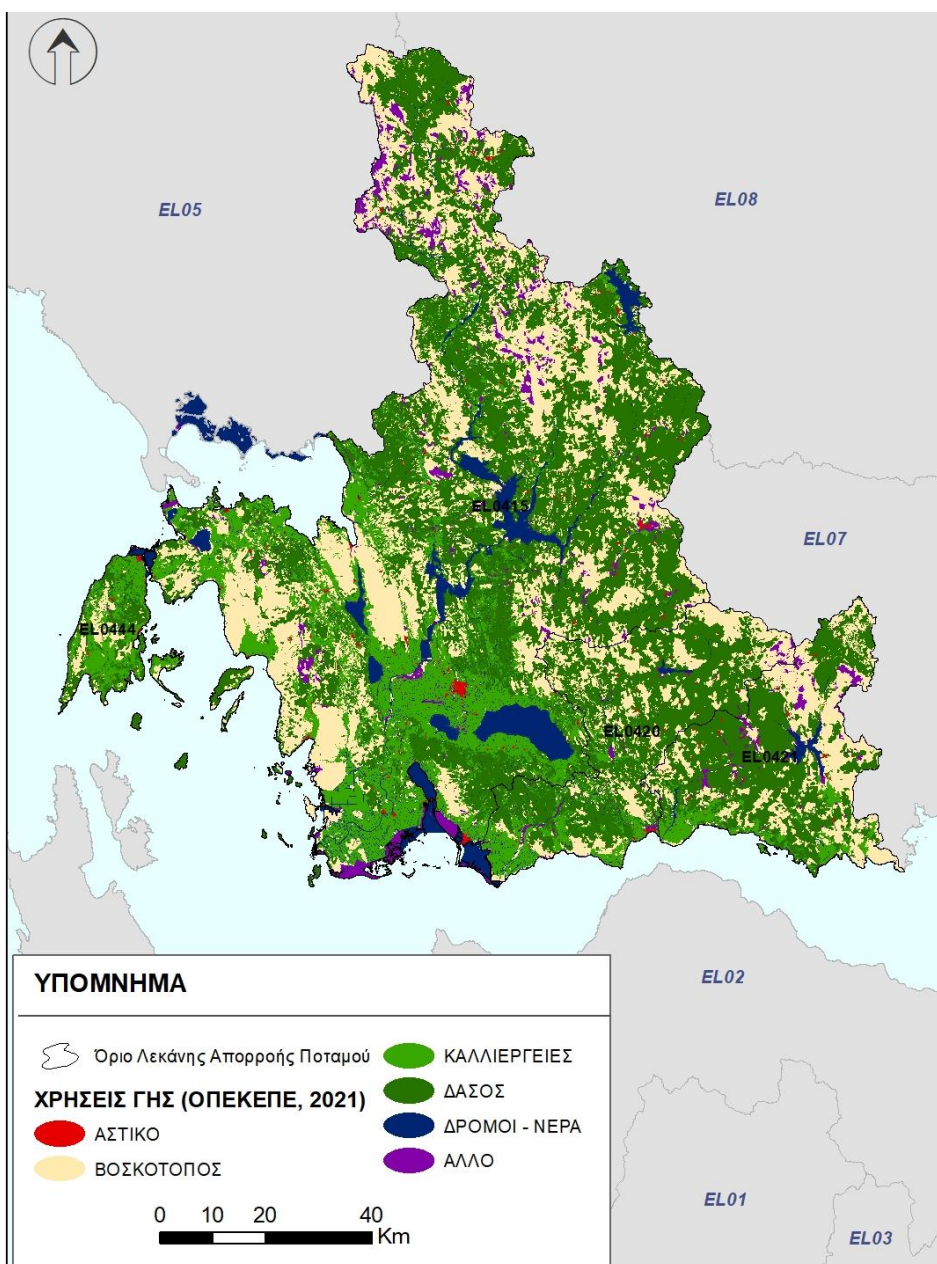 EL05
EL08
EL0415
EL07
EL0444
EL0420
EL0421
EL02
ΥΠΟΜΝΗΜΑ
Όριο Λεκάνης Απορροής Ποταμού
ΧΡΗΣΕΙΣ ΓΗΣ (ΟΠΕΚΕΠΕ, 2021)
ΑΣΤΙΚΟ
ΒΟΣΚΟΤΟΠΟΣ
ΚΑΛΛΙΕΡΓΕΙΕΣ
ΔΑΣΟΣ
ΔΡΟΜΟΙ - ΝΕΡΑ
ΑΛΛΟ
0 10 20 40
Km
EL01
EL03